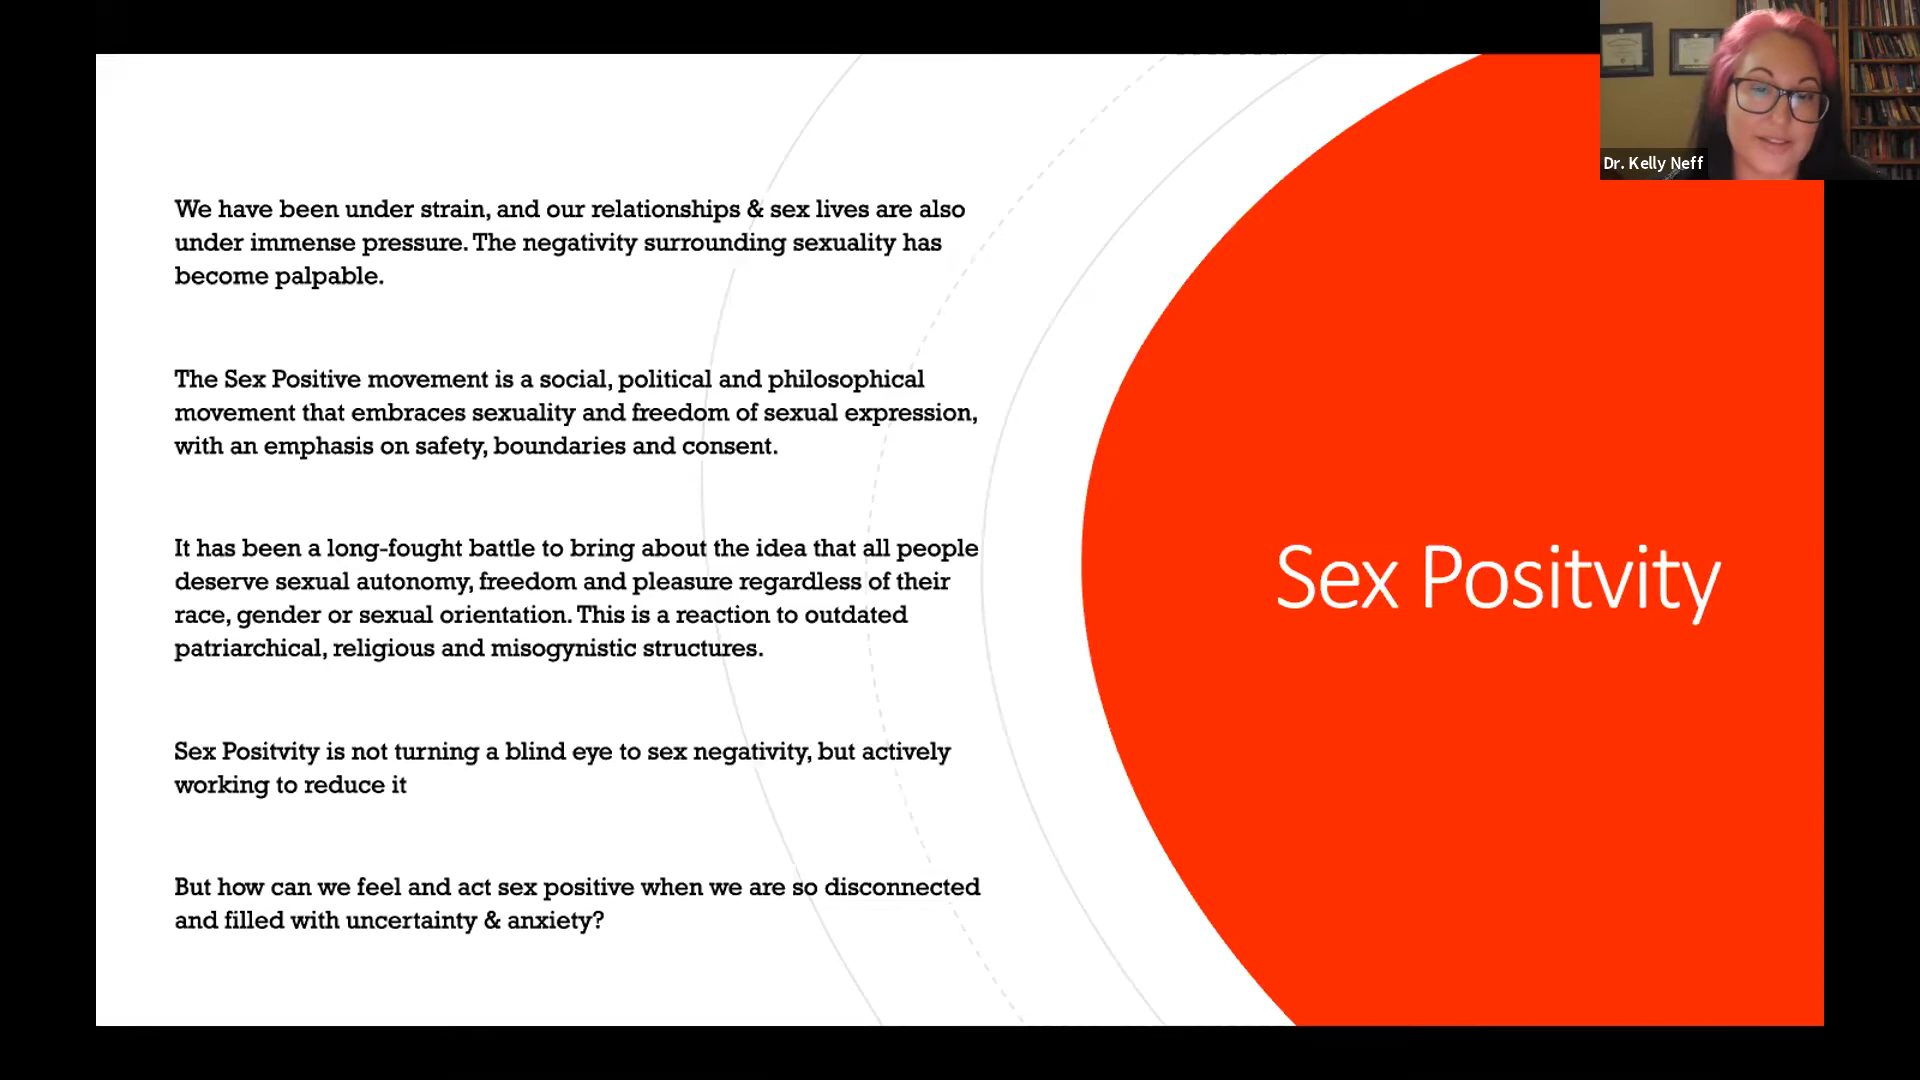 Dr. Kelly Neff
We have been under strain, and our relationships & sex lives are also
under immense pressure. The negativity surrounding sexuality has
become palpable.
The Sex Positive movement is a social, political and philosophical
movement that embraces sexuality and freedom of sexual expression,
with an emphasis on safety, boundaries and consent.
It has been a long-fought battle to bring about the idea that all people
deserve sexual autonomy, freedom and pleasure regardless of their
race, gender or sexual orientation. This is a reaction to outdated
patriarchical, religious and misogynistic structures.
Sex Positvity is not turning a blind eye to sex negativity, but actively
working to reduce it
But how can we feel and act sex positive when we are so disconnected
and filled with uncertainty & anxiety?
Sex Positvity